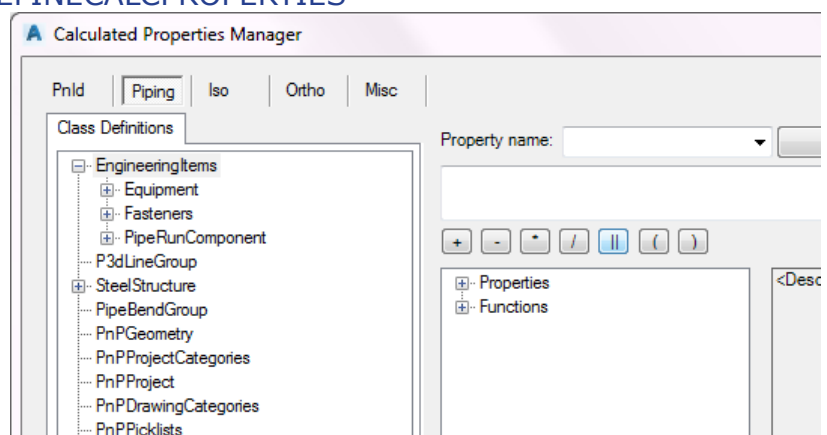 EFINECALCPROPERTIES
Calculated Properties Manager
PnId Piping Iso Ortho Misc
Class Definitions
Property name:
EngineeringItems
Equipment
Fasteners
PipeRunComponent
P3dLineGroup
SteelStructure
PipeBendGroup
PnPGeometry
PnPProjectCategories
PnPProject
PnPDrawingCategories
PnPPicklists
+ - * / || ( )
Properties
Functions
<Desc